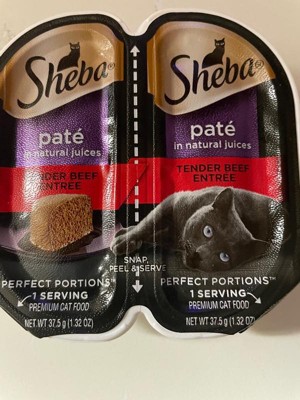 Sheba
paté
in natural juices
TENDER BEEF
ENTRÉE
PERFECT PORTIONS™
1 SERVING
PREMIUM CAT FOOD
NET WT 37.5 g (1.32 OZ)
SNAP,
PEEL & SERVE
Sheba®
paté
in natural juices
TENDER BEEF
ENTRÉE
PERFECT PORTIONS™
1 SERVING
PREMIUM CAT FOOD
NET WT 37.5 g (1.32 OZ)